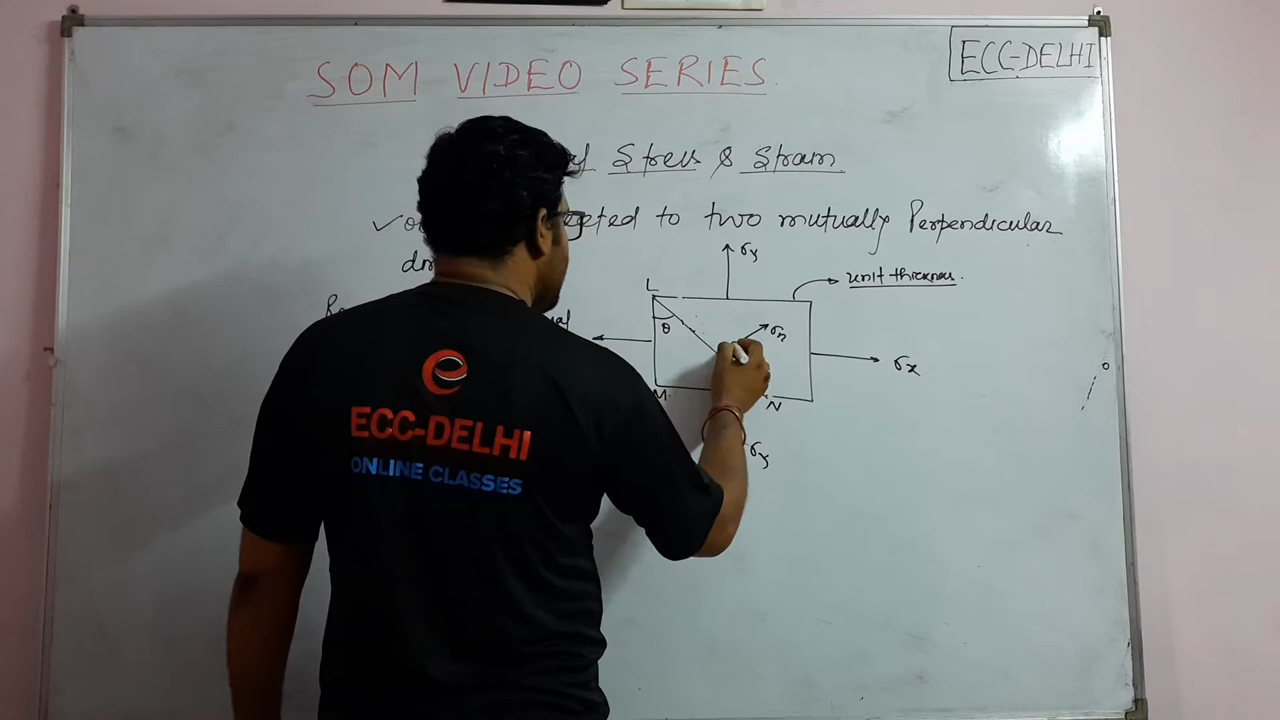 ECC-DELHI
SOM VIDEO SERIES
Stress & Strain
to two mutually Perpendicular
σy
unit thickness.
L
θ
σn
σx
M
N
σy
ECC-DELHI
ONLINE CLASSES